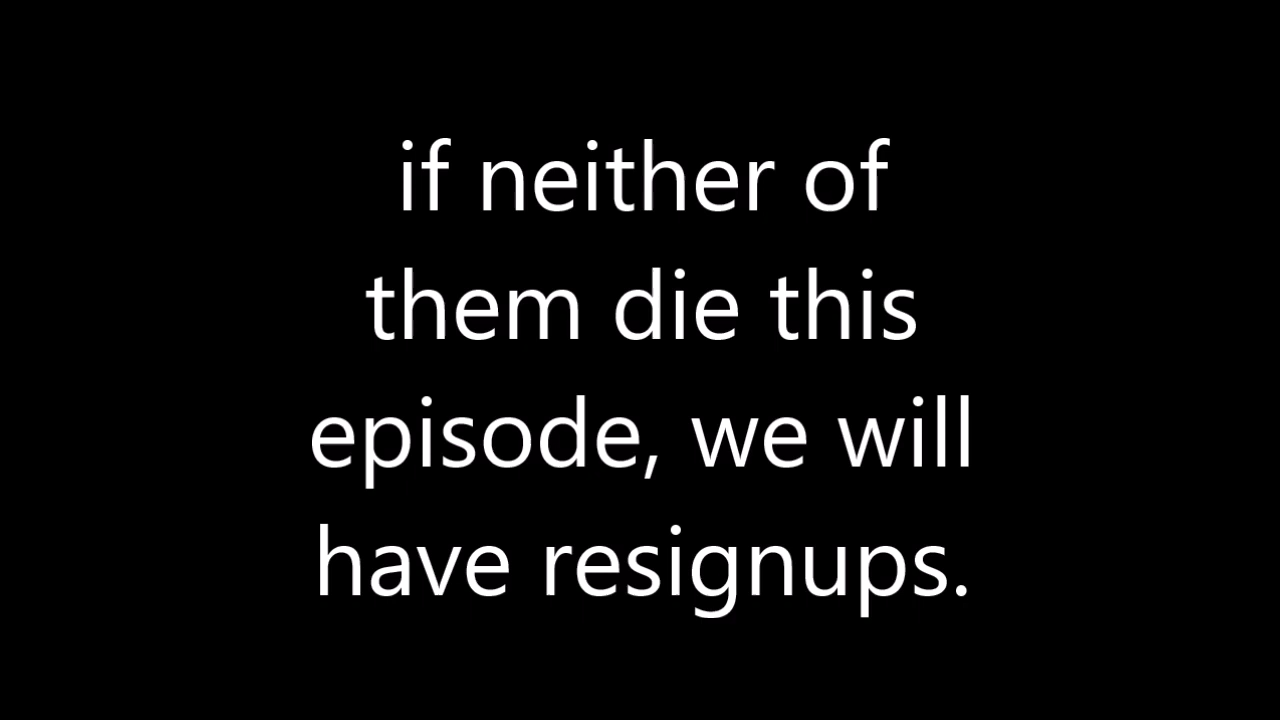 if neither of
them die this
episode, we will
have resignups.